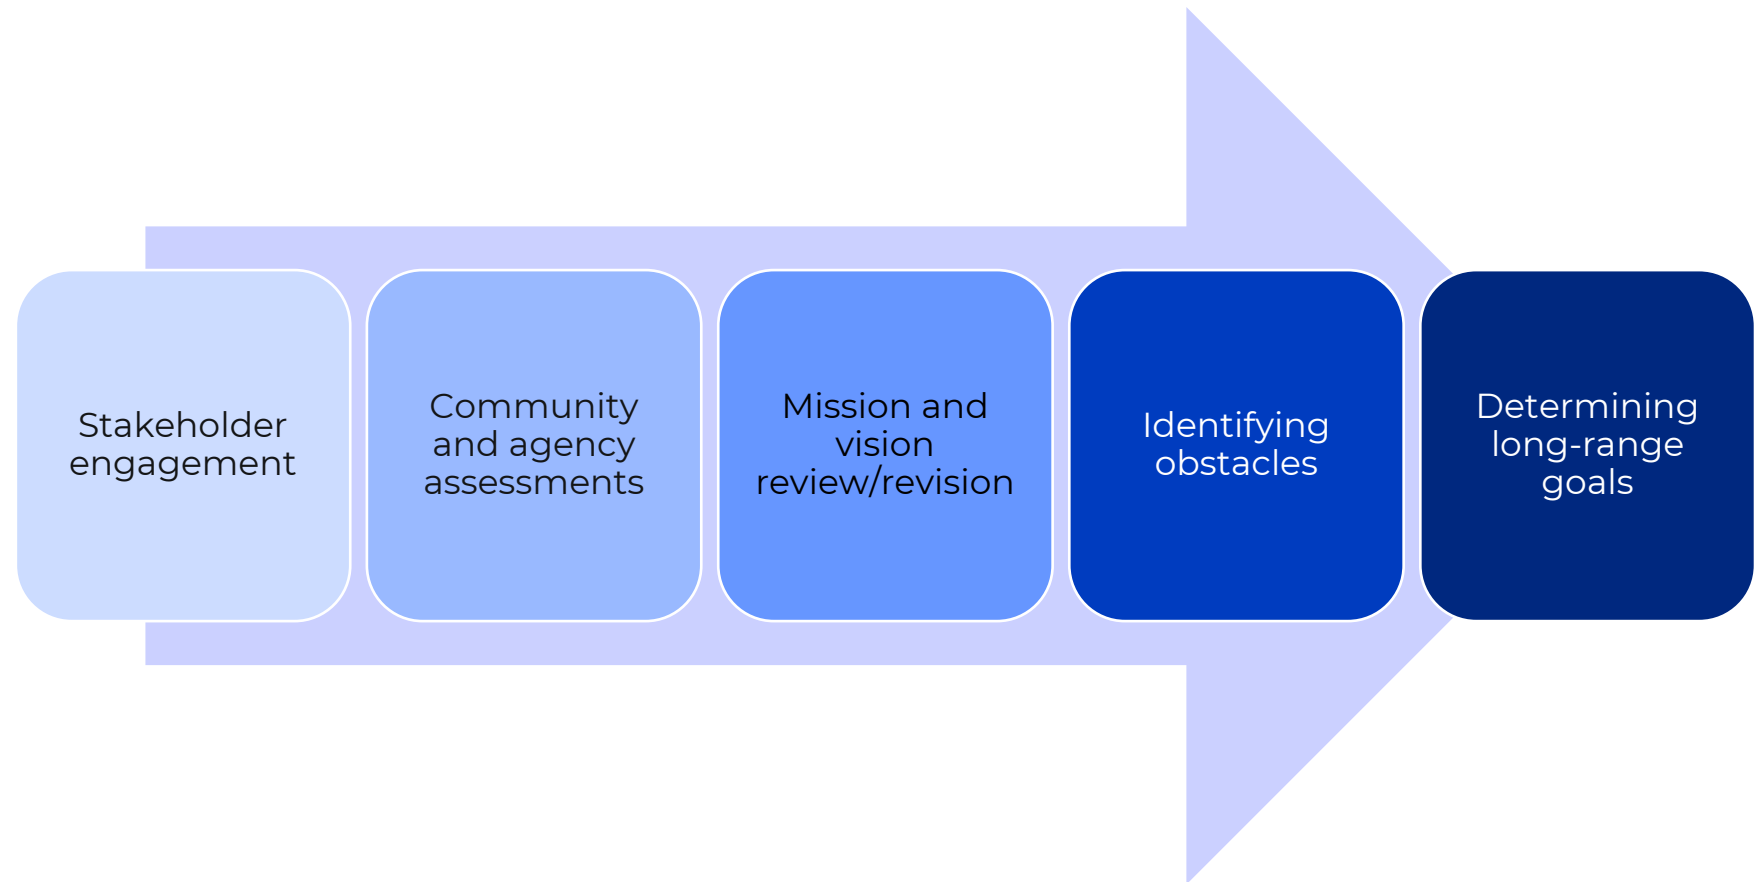 Stakeholder
engagement
Community
and agency
assessments
Mission and
vision
review/revision
Identifying
obstacles
Determining
long-range
goals